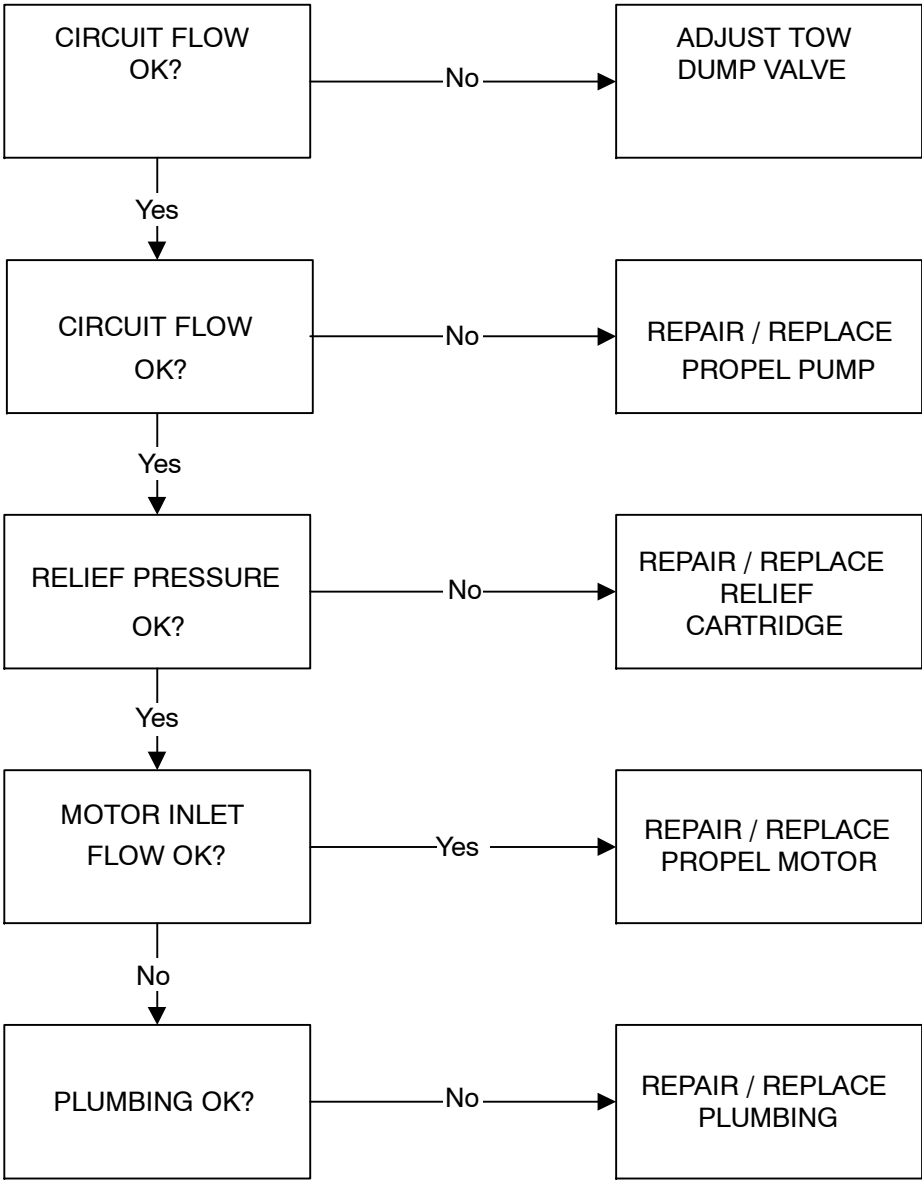 CIRCUIT FLOW
OK?
No
ADJUST TOW
DUMP VALVE
Yes
CIRCUIT FLOW
OK?
No
REPAIR / REPLACE
PROPEL PUMP
Yes
RELIEF PRESSURE
OK?
No
REPAIR / REPLACE
RELIEF
CARTRIDGE
Yes
MOTOR INLET
FLOW OK?
Yes
REPAIR / REPLACE
PROPEL MOTOR
No
PLUMBING OK?
No
REPAIR / REPLACE
PLUMBING